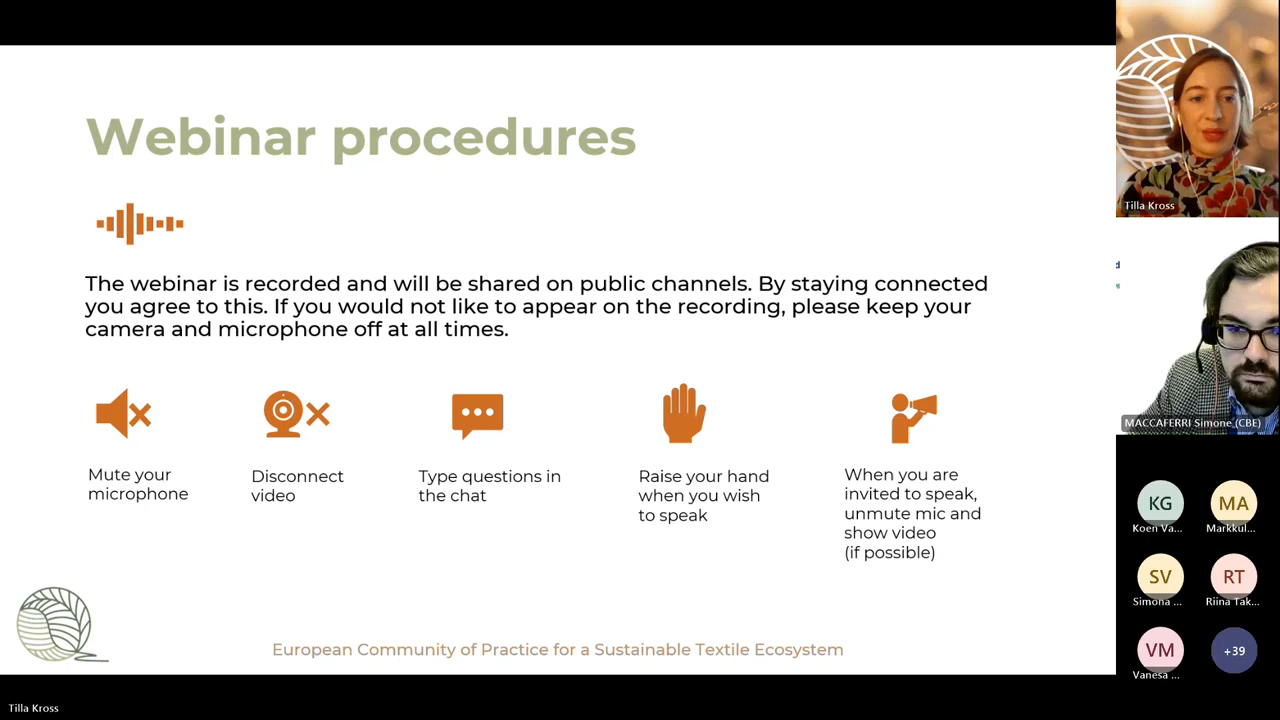 Webinar procedures
The webinar is recorded and will be shared on public channels. By staying connected
you agree to this. If you would not like to appear on the recording, please keep your
camera and microphone off at all times.
Mute your
microphone
Disconnect
video
Type questions in
the chat
Raise your hand
when you wish
to speak
When you are
invited to speak,
unmute mic and
show video
(if possible)
European Community of Practice for a Sustainable Textile Ecosystem
Tilla Kross
Tilla Kross
d
MACCAFERRI Simone (CBE)
KG
Koen Va...
MA
Markkul...
SV
Simona ...
RT
Riina Tak...
VM
Vanesa ...
+39